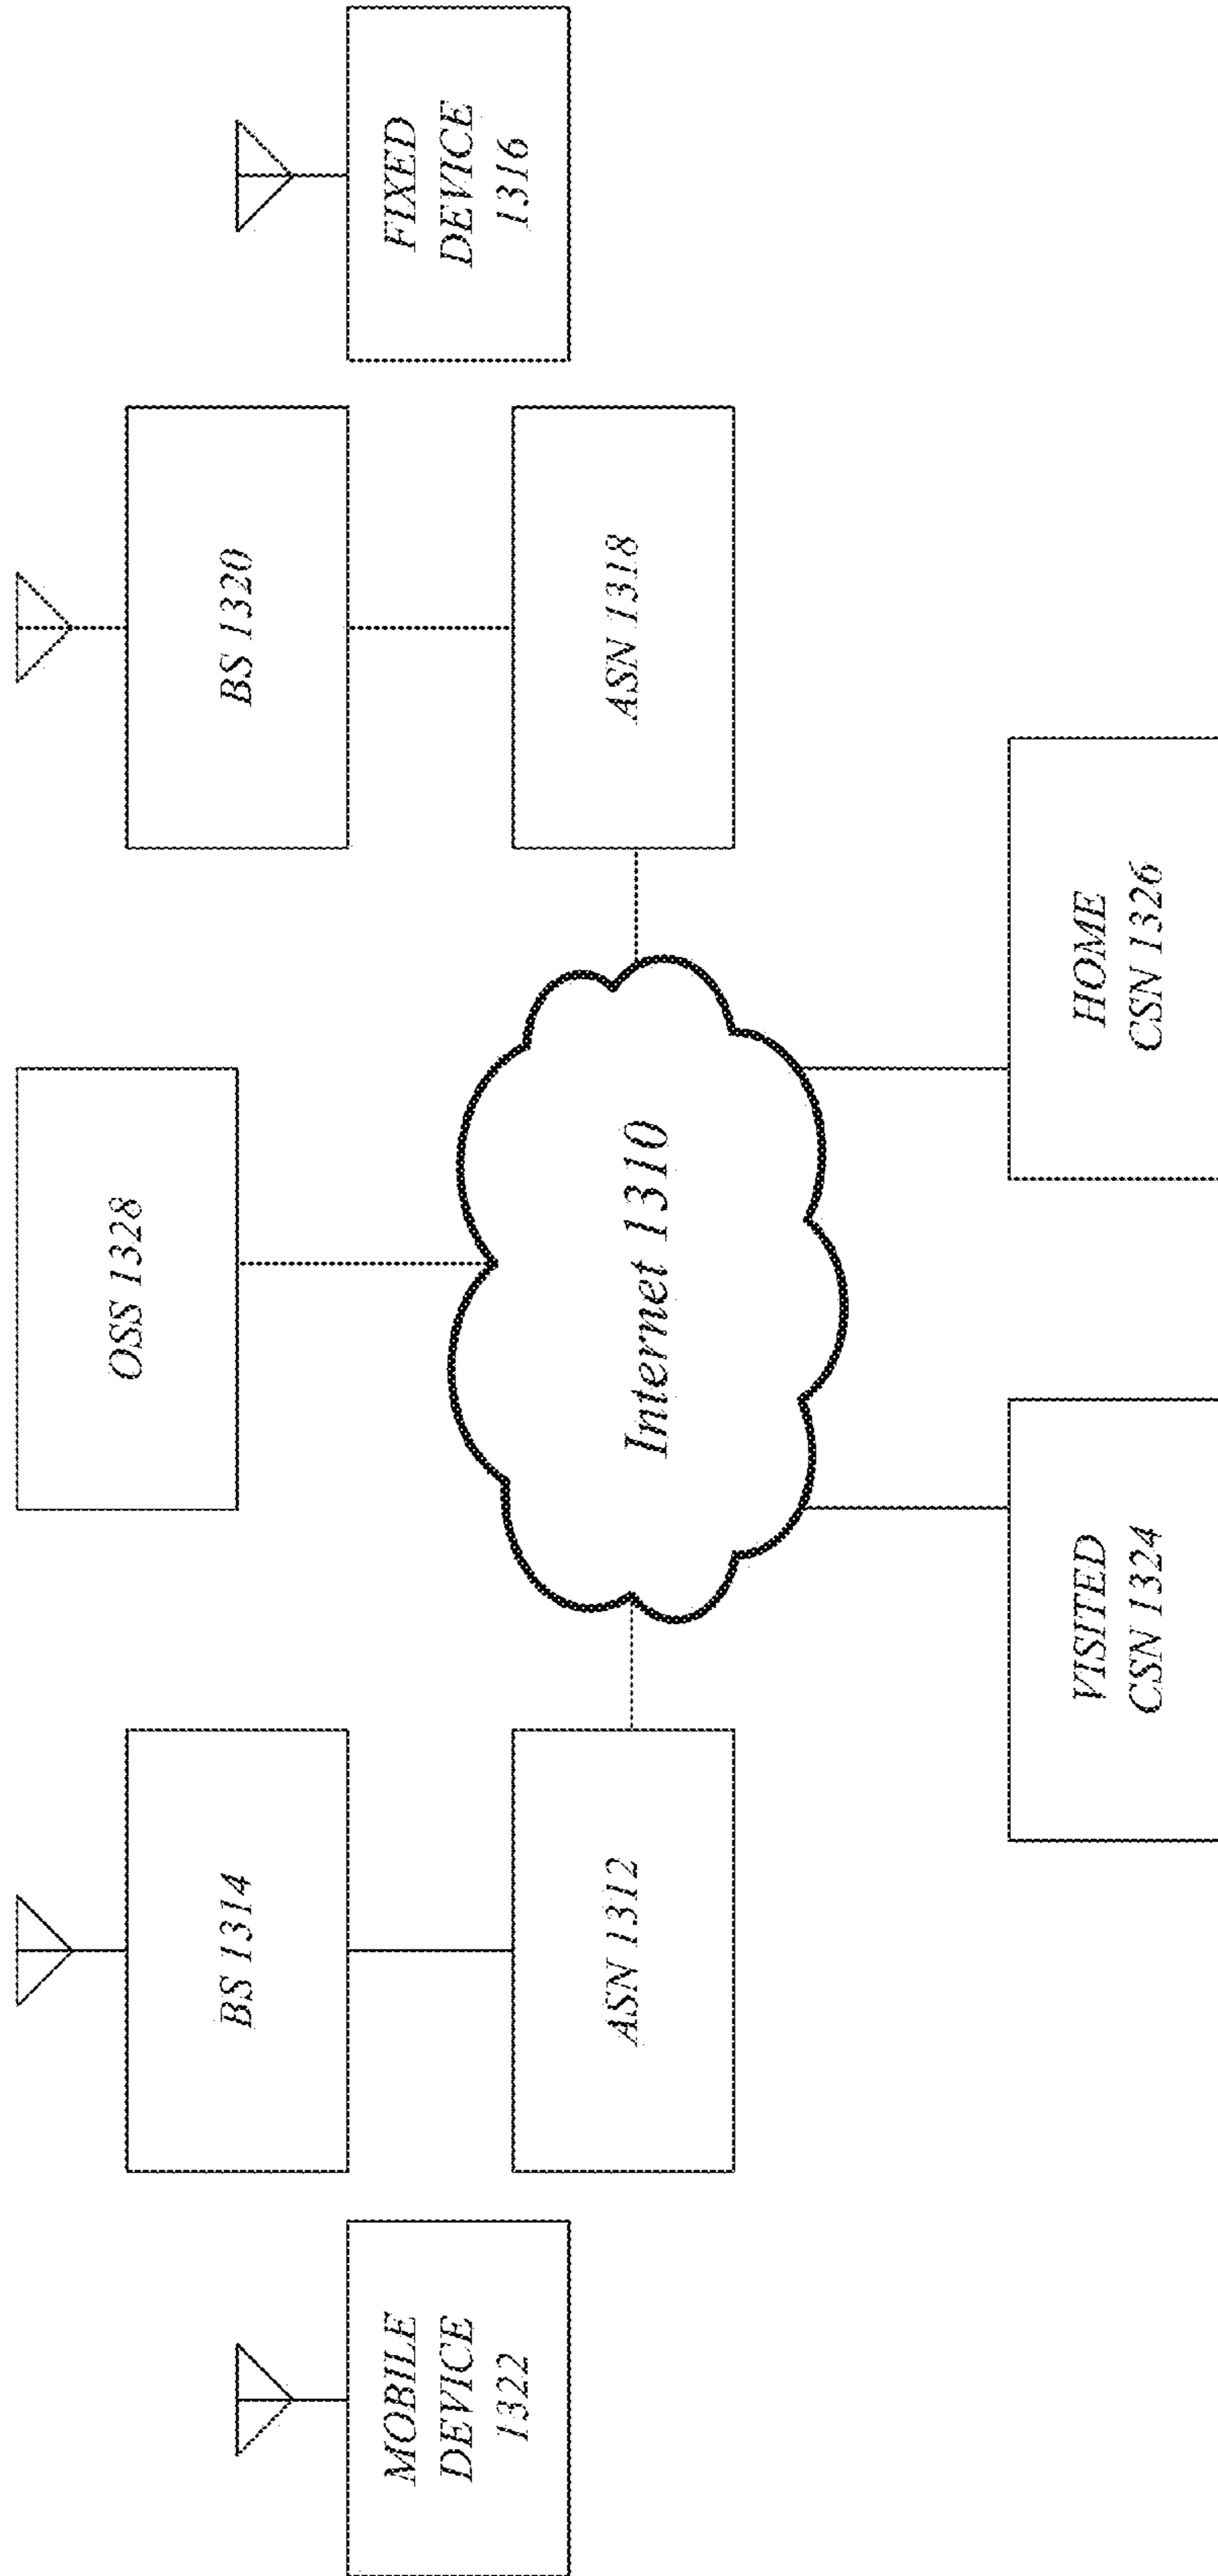 OSS 1328
BS 1314
BS 1320
MOBILE
DEVICE
1322
FIXED
DEVICE
1316
ASN 1312
Internet 1310
ASN 1318
VISITED
CSN 1324
HOME
CSN 1326